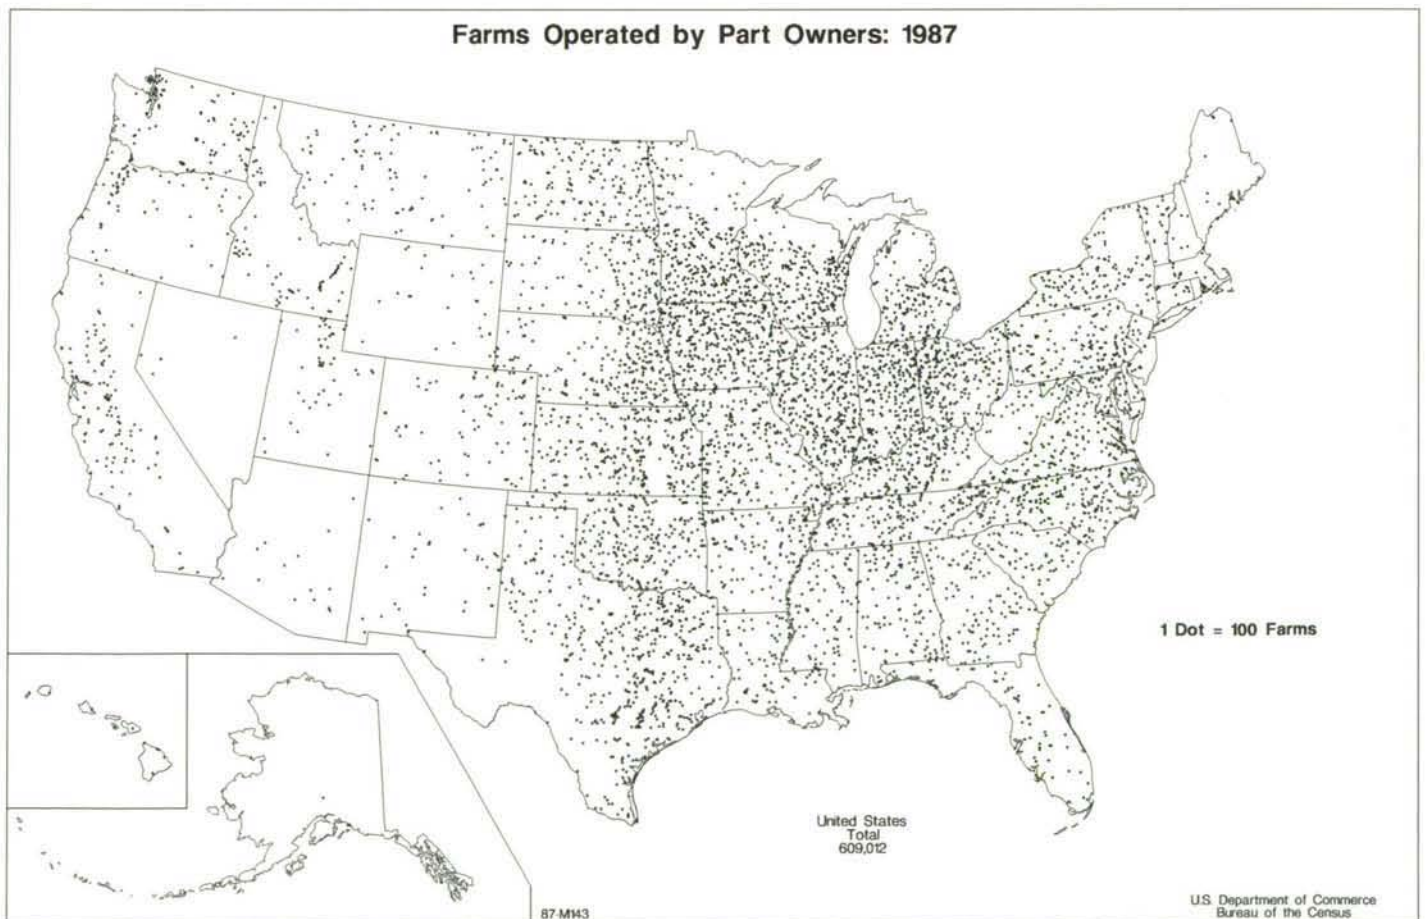 Farms Operated by Part Owners: 1987
1 Dot = 100 Farms
United States
Total
609,012
87-M143
U.S. Department of Commerce
Bureau of the Census